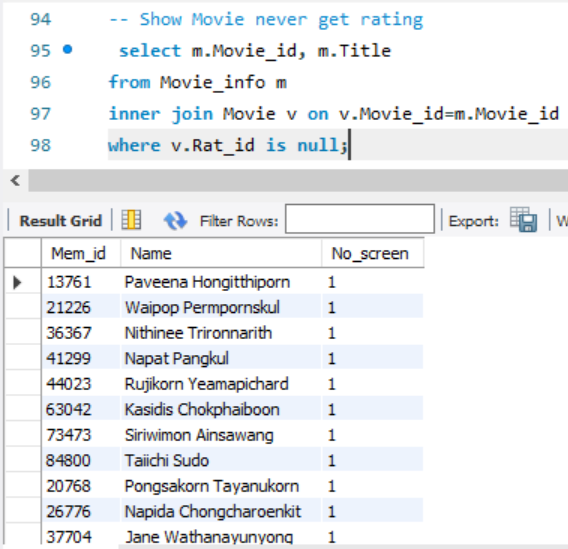 94 -- Show Movie never get rating
95 select m.Movie_id, m.Title
96 from Movie_info m
97 inner join Movie v on v.Movie_id=m.Movie_id
98 where v.Rat_id is null;
Result Grid Filter Rows: Export: W
Mem_id Name No_screen
13761 Paveena Hongitthiporn 1
21226 Waipop Permpornskul 1
36367 Nithinee Trironnarith 1
41299 Napat Pangkul 1
44023 Rujikorn Yeamapichard 1
63042 Kasidis Chokphaiboon 1
73473 Siriwimon Ainsawang 1
84800 Taiichi Sudo 1
20768 Pongsakorn Tayanukorn 1
26776 Napida Chongcharoenkit 1
37704 Jane Wathanayunyong 1